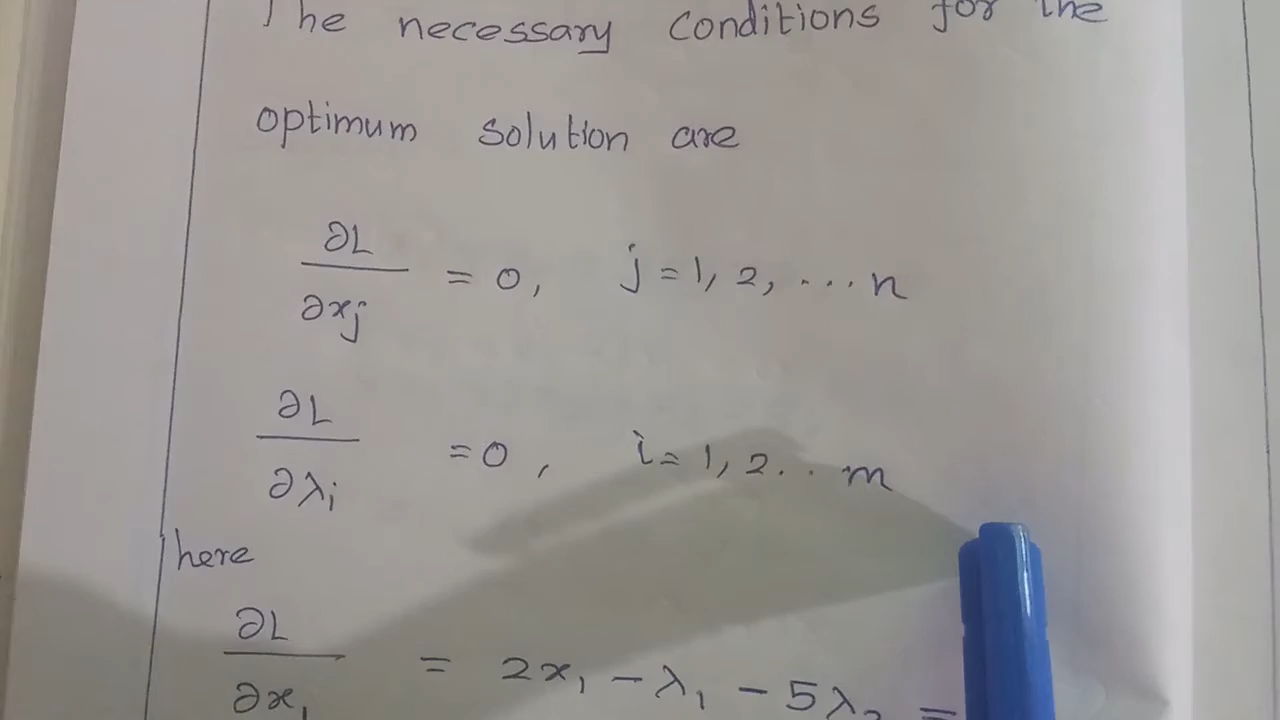 The necessary conditions for the
optimum solution are
∂L/∂xj = 0, j = 1, 2, ... n
∂L/∂λi = 0, i = 1, 2 .. m
here
∂L/∂x1 = 2x1 - λ1 - 5λ2 =